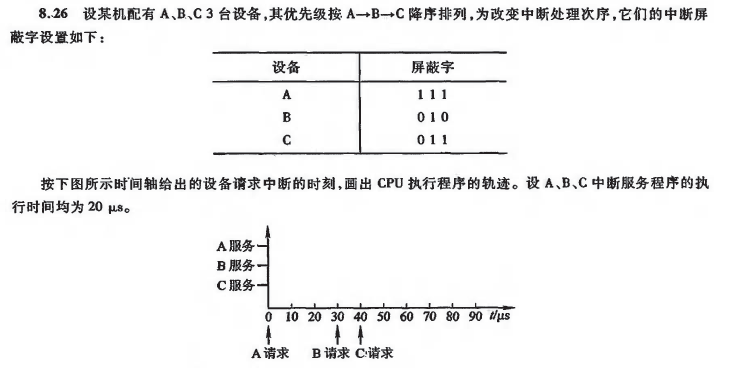 8.26 设某机配有 A、B、C 3 台设备,其优先级按 A→B→C 降序排列,为改变中断处理次序,它们的中断屏
蔽字设置如下:
设备 屏蔽字
A 1 1 1
B 0 1 0
C 0 1 1
按下图所示时间轴给出的设备请求中断的时刻,画出 CPU 执行程序的轨迹。设 A、B、C 中断服务程序的执
行时间均为 20 μs。
A 服务
B 服务
C 服务
0 10 20 30 40 50 60 70 80 90 t/μs
A 请求 B 请求 C 请求